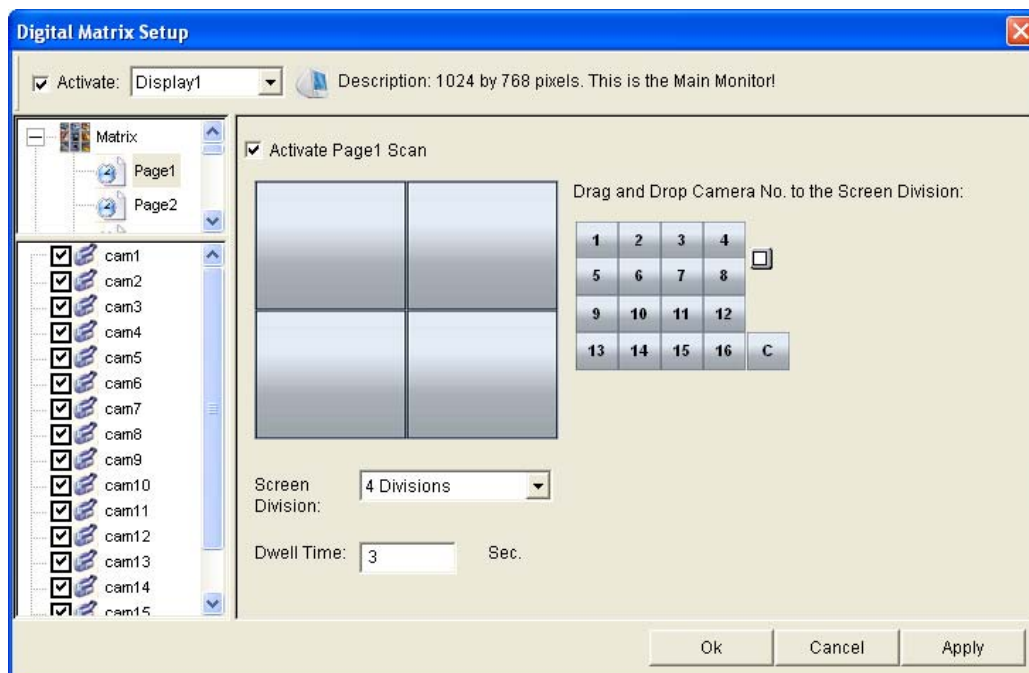 Digital Matrix Setup
Activate: Display1 Description: 1024 by 768 pixels. This is the Main Monitor!
Matrix
Page1
Page2
cam1
cam2
cam3
cam4
cam5
cam6
cam7
cam8
cam9
cam10
cam11
cam12
cam13
cam14
cam15
Activate Page1 Scan
Drag and Drop Camera No. to the Screen Division:
1 2 3 4
5 6 7 8
9 10 11 12
13 14 15 16 C
Screen Division: 4 Divisions
Dwell Time: 3 Sec.
Ok Cancel Apply